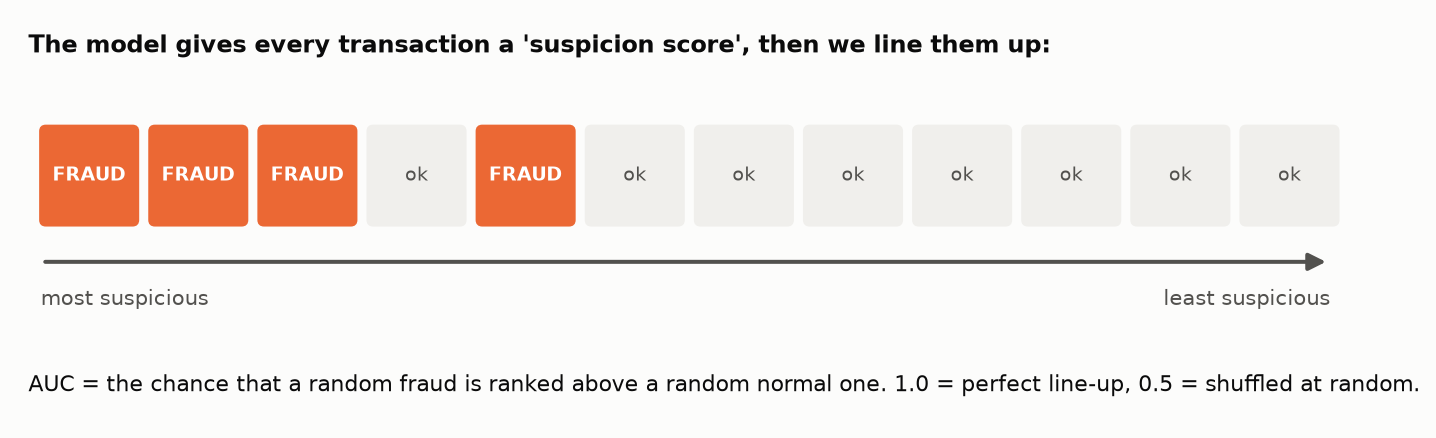 The model gives every transaction a 'suspicion score', then we line them up:
FRAUD FRAUD FRAUD ok FRAUD ok ok ok ok ok ok ok
most suspicious least suspicious
AUC = the chance that a random fraud is ranked above a random normal one. 1.0 = perfect line-up, 0.5 = shuffled at random.